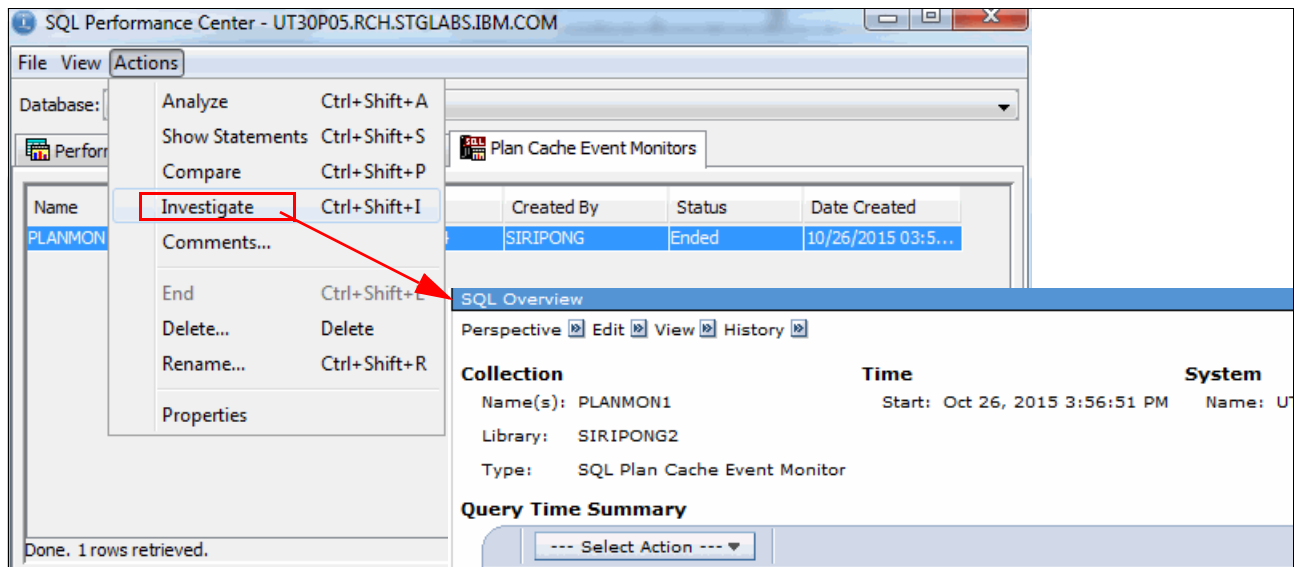 SQL Performance Center - UT30P05.RCH.STGLABS.IBM.COM
File View Actions
Database:
Analyze Ctrl+Shift+A
Show Statements Ctrl+Shift+S
Compare Ctrl+Shift+P
Investigate Ctrl+Shift+I
Comments...
End Ctrl+Shift+E
Delete... Delete
Rename... Ctrl+Shift+R
Properties
Perforr
Plan Cache Event Monitors
Name Created By Status Date Created
PLANMON SIRIPONG Ended 10/26/2015 03:5...
SQL Overview
Perspective Edit View History
Collection Time System
Name(s): PLANMON1 Start: Oct 26, 2015 3:56:51 PM Name: UT
Library: SIRIPONG2
Type: SQL Plan Cache Event Monitor
Query Time Summary
--- Select Action ---
Done. 1 rows retrieved.